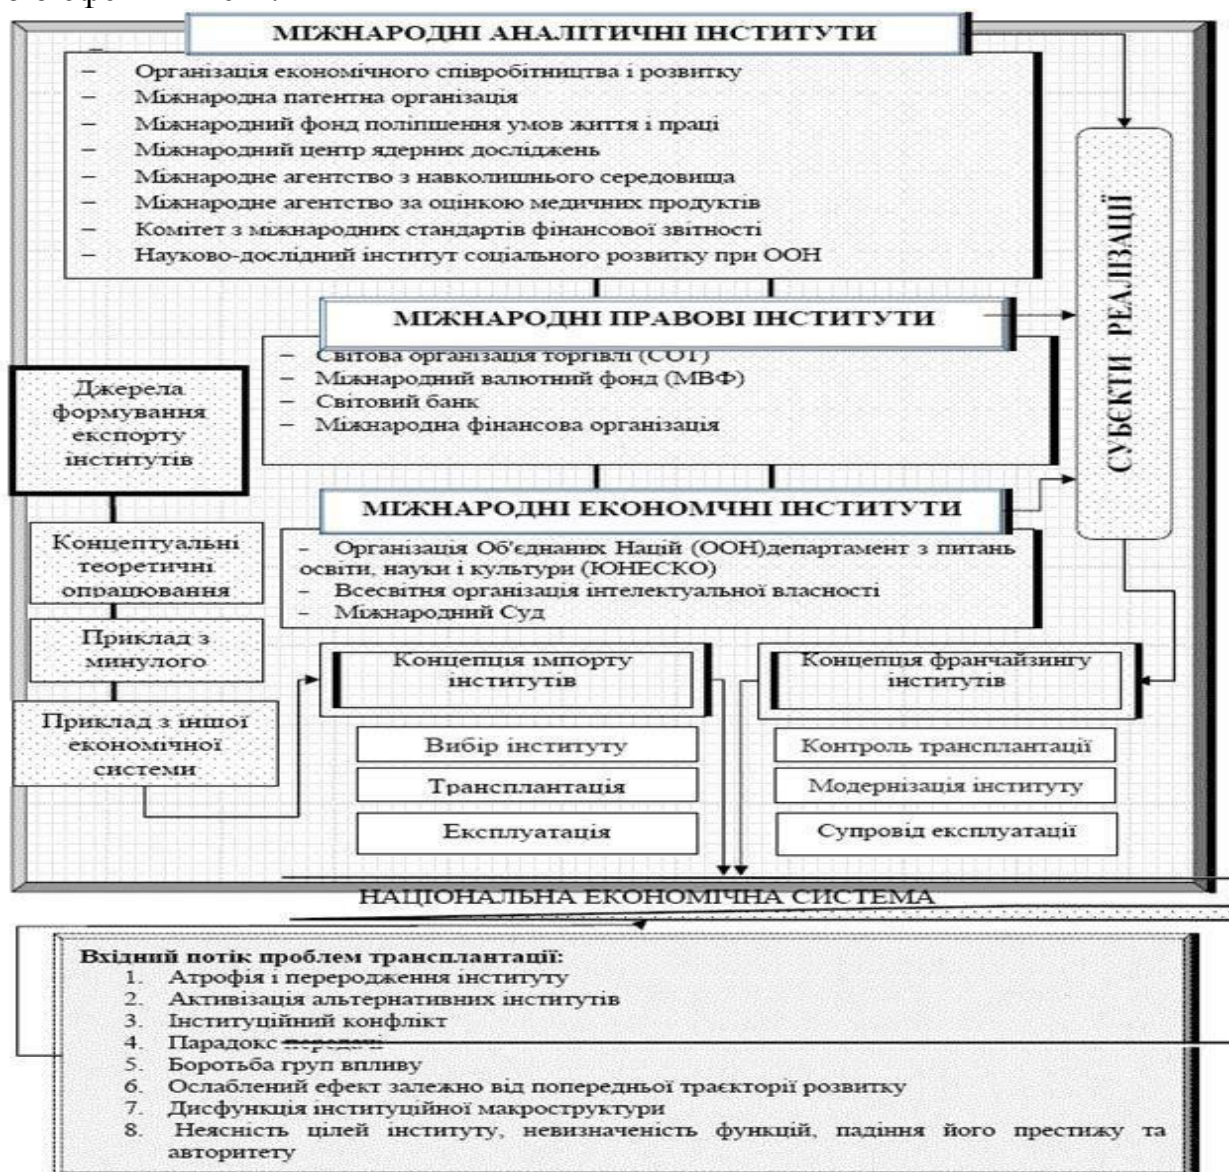 МІЖНАРОДНІ АНАЛІТИЧНІ ІНСТИТУТИ
– Організація економічного співробітництва і розвитку
– Міжнародна патентна організація
– Міжнародний фонд поліпшення умов життя і праці
– Міжнародний центр ядерних досліджень
– Міжнародне агентство з навколишнього середовища
– Міжнародне агентство за оцінкою медичних продуктів
– Комітет з міжнародних стандартів фінансової звітності
– Науково-дослідний інститут соціального розвитку при ООН
СУБЄКТИ РЕАЛІЗАЦІЇ
МІЖНАРОДНІ ПРАВОВІ ІНСТИТУТИ
– Світова організація торгівлі (СОТ)
– Міжнародний валютний фонд (МВФ)
– Світовий банк
– Міжнародна фінансова організація
Джерела
формування
експорту
інститутів
МІЖНАРОДНІ ЕКОНОМЧНІ ІНСТИТУТИ
– Організація Об'єднаних Націй (ООН)департамент з питань
освіти, науки і культури (ЮНЕСКО)
– Всесвітня організація інтелектуальної власності
– Міжнародний Суд
Концептуальні
теоретичні
опрацювання
Приклад з
минулого
Приклад з іншої
економічної
системи
Концепція імпорту
інститутів
Вибір інституту
Трансплантація
Експлуатація
Концепція франчайзингу
інститутів
Контроль трансплантації
Модернізація інституту
Супровід експлуатації
НАЦІОНАЛЬНА ЕКОНОМІЧНА СИСТЕМА
Вхідний потік проблем трансплантації:
1. Атрофія і переродження інституту
2. Активізація альтернативних інститутів
3. Інституційний конфлікт
4. Парадокс передачі
5. Боротьба груп впливу
6. Ослаблений ефект залежно від попередньої траєкторії розвитку
7. Дисфункція інституційної макроструктури
8. Неясність цілей інституту, невизначеність функцій, падіння його престижу та
авторитету